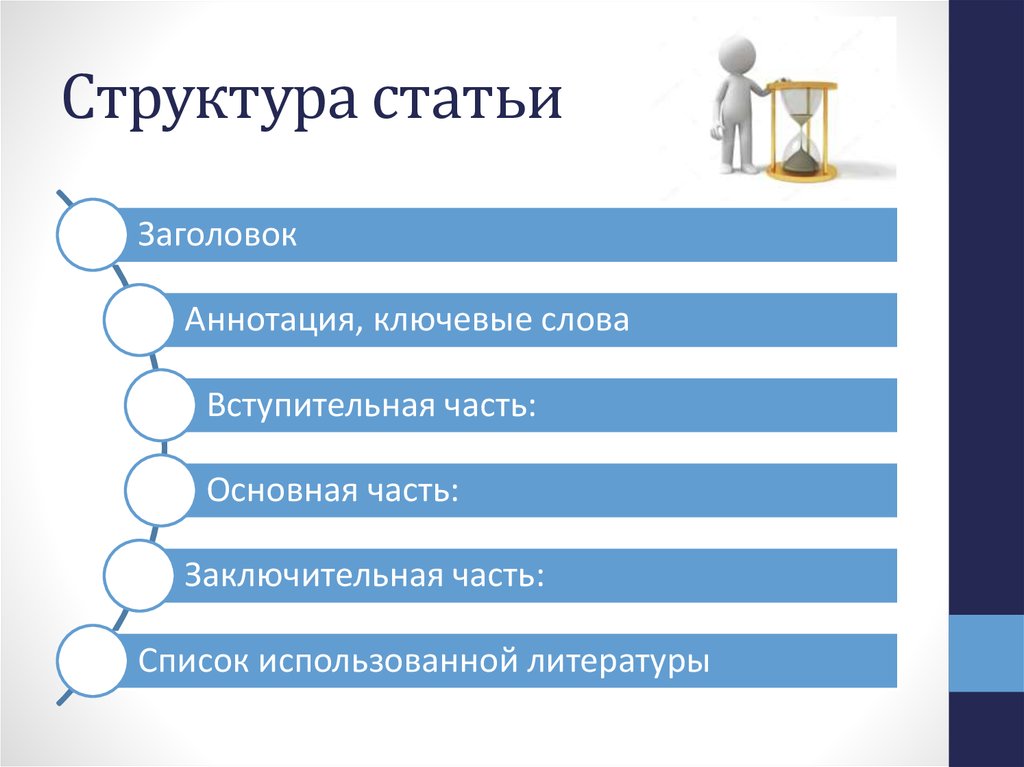 Структура статьи
Заголовок
Аннотация, ключевые слова
Вступительная часть:
Основная часть:
Заключительная часть:
Список использованной литературы